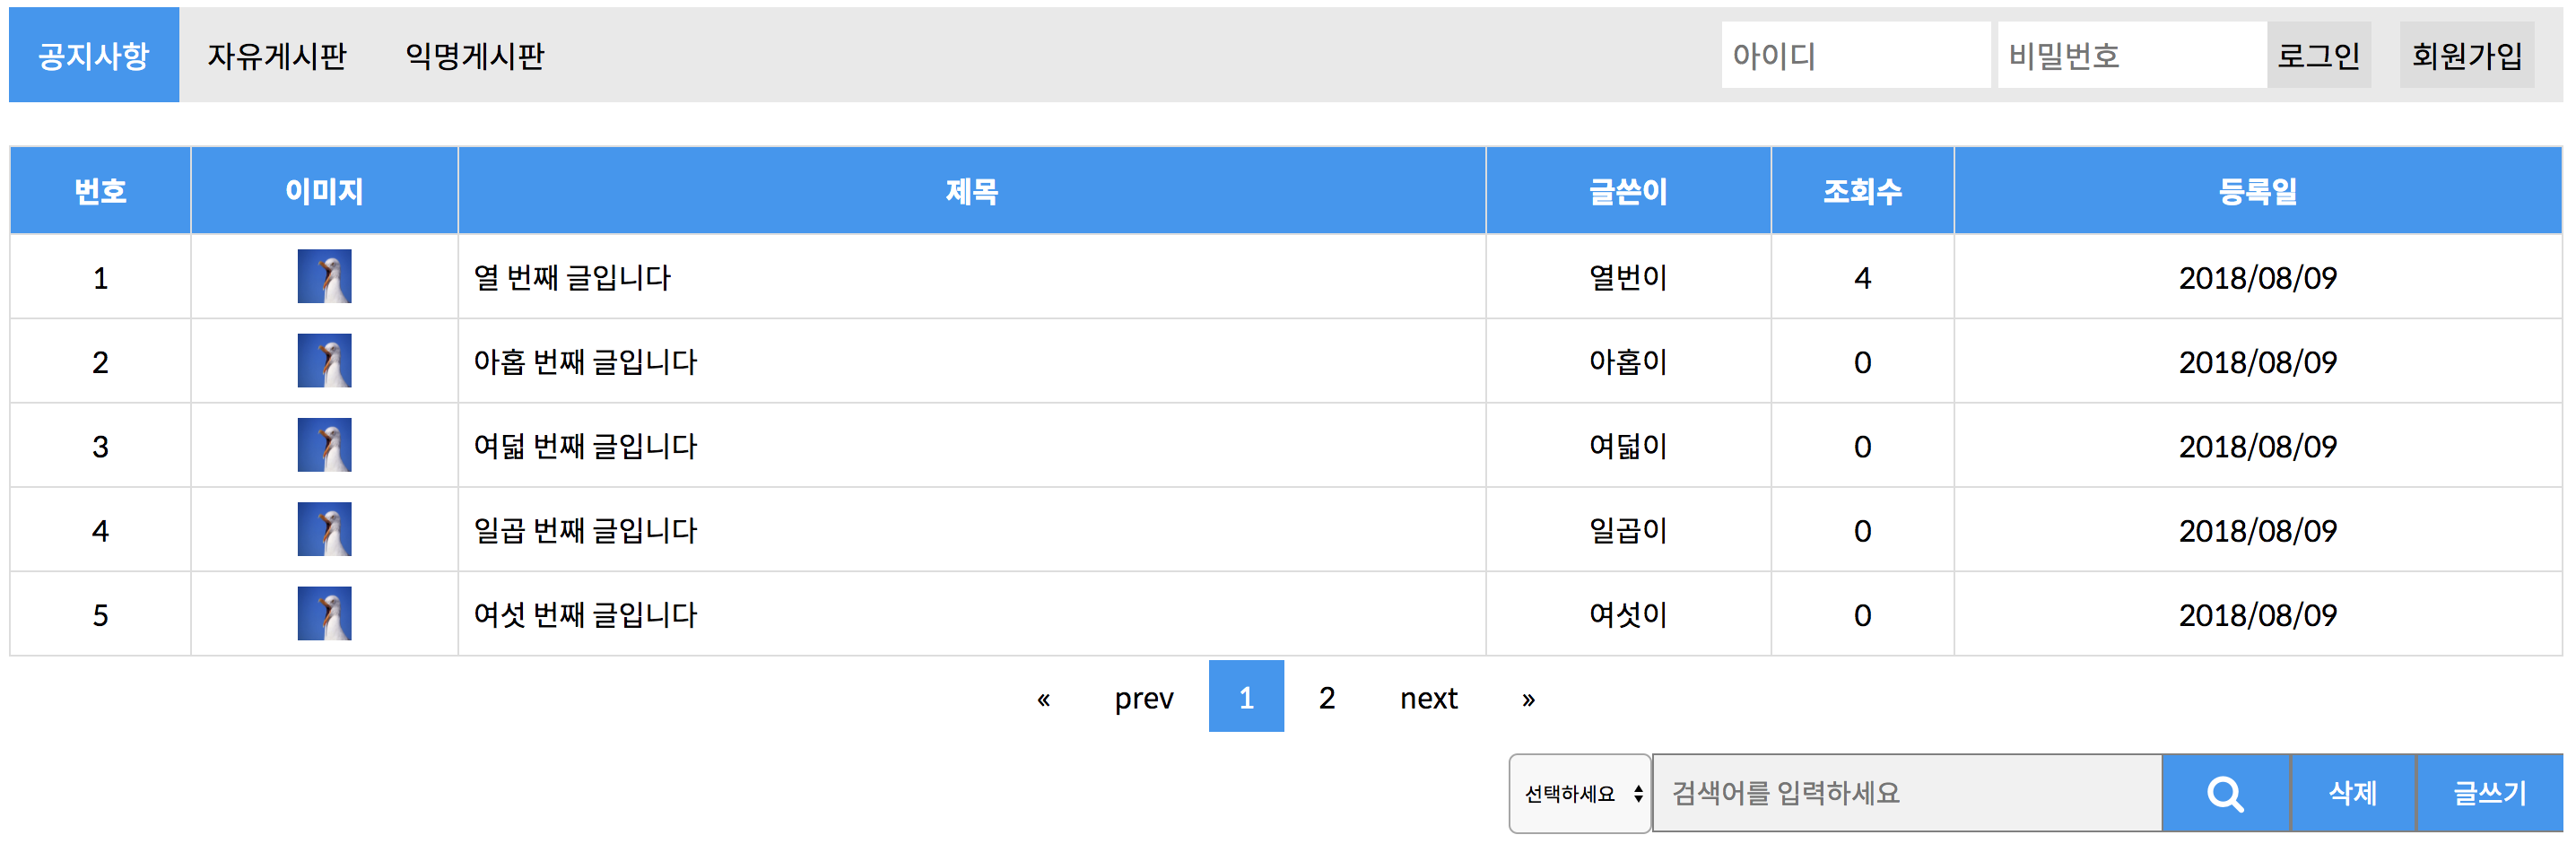 공지사항 자유게시판 익명게시판 아이디 비밀번호 로그인 회원가입
번호 이미지 제목 글쓴이 조회수 등록일
1 열 번째 글입니다 열번이 4 2018/08/09
2 아홉 번째 글입니다 아홉이 0 2018/08/09
3 여덟 번째 글입니다 여덟이 0 2018/08/09
4 일곱 번째 글입니다 일곱이 0 2018/08/09
5 여섯 번째 글입니다 여섯이 0 2018/08/09
« prev 1 2 next »
선택하세요 검색어를 입력하세요 삭제 글쓰기